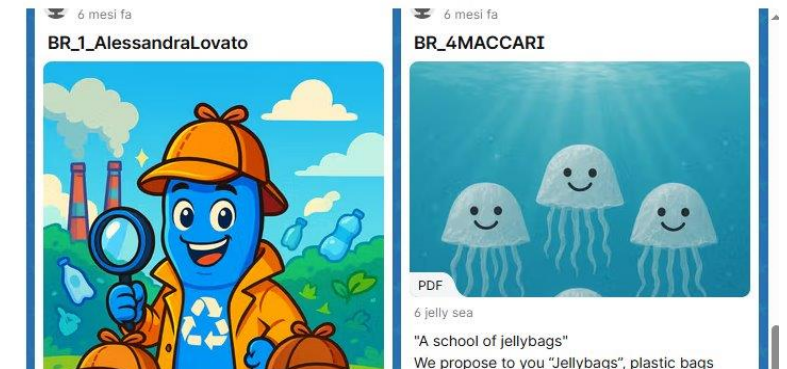 6 mesi fa
BR_1_AlessandraLovato
6 mesi fa
BR_4MACCARI
PDF
6 jelly sea
"A school of jellybags"
We propose to you "Jellybags", plastic bags